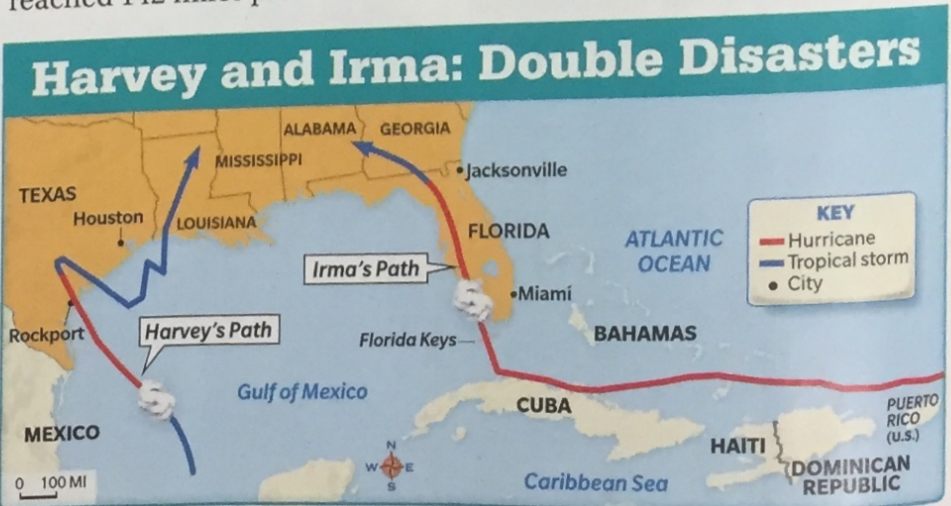 Harvey and Irma: Double Disasters
ALABAMA
GEORGIA
MISSISSIPPI
Jacksonville
TEXAS
Houston
LOUISIANA
FLORIDA
ATLANTIC
OCEAN
KEY
Hurricane
Tropical storm
City
Irma's Path
Miami
Rockport
Harvey's Path
Florida Keys
BAHAMAS
Gulf of Mexico
CUBA
PUERTO
RICO
(U.S.)
MEXICO
HAITI
DOMINICAN
REPUBLIC
N
W E
S
Caribbean Sea
0 100 MI